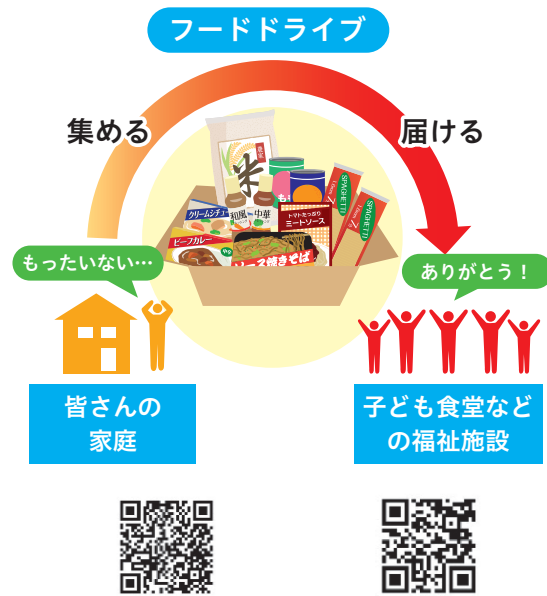 フードドライブ
集める
届ける
米
SPAGHETTI
SPAGHETTI
クリームシチュー
和風
中華
トマトたっぷり
ミートソース
ビーフカレー
ソース焼きそば
もったいない…
ありがとう！
皆さんの
家庭
子ども食堂など
の福祉施設